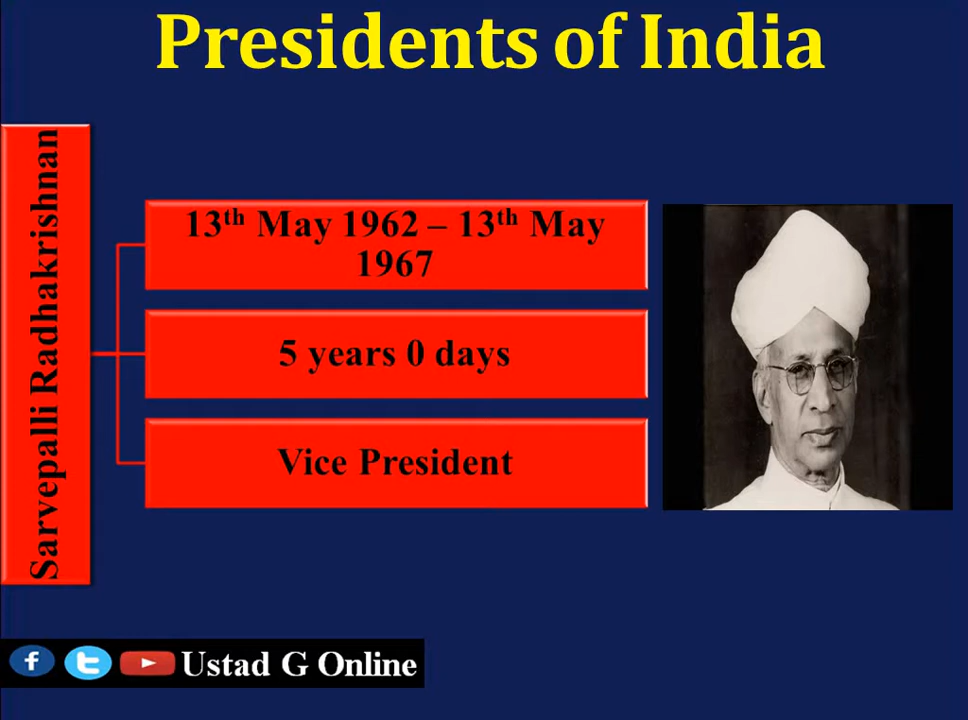 Presidents of India
Sarvepalli Radhakrishnan
13th May 1962 – 13th May
1967
5 years 0 days
Vice President
Ustad G Online